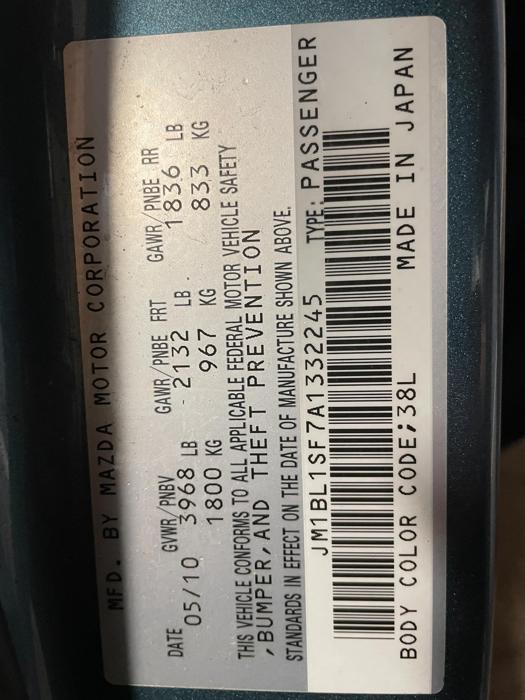 MFD. BY MAZDA MOTOR CORPORATION
DATE GVWR/PNBV GAWR/PNBE FRT GAWR/PNBE RR
05/10 3968 LB 2132 LB 1836 LB
1800 KG 967 KG 833 KG
THIS VEHICLE CONFORMS TO ALL APPLICABLE FEDERAL MOTOR VEHICLE SAFETY
,BUMPER,AND THEFT PREVENTION
STANDARDS IN EFFECT ON THE DATE OF MANUFACTURE SHOWN ABOVE.
JM1BL1SF7A1332245 TYPE: PASSENGER
BODY COLOR CODE;38L MADE IN JAPAN